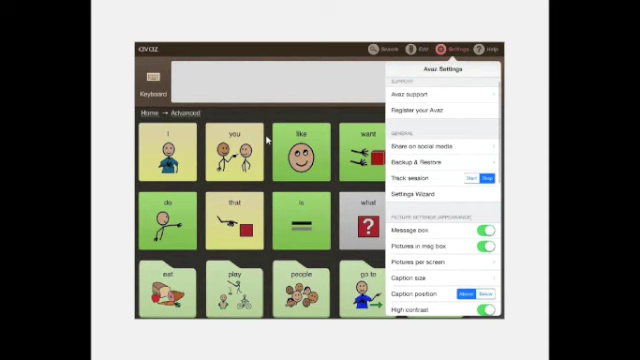 avaz
Search
Edit
Settings
Help
Keyboard
Home → Advanced
I
you
like
want
do
that
is
what
?
eat
play
people
go to
Avaz Settings
SUPPORT
Avaz support
Register your Avaz
GENERAL
Share on social media
Backup & Restore
Track session
Start
Stop
Settings Wizard
PICTURE SETTINGS (APPEARANCE)
Message box
Pictures in msg box
Pictures per screen
Caption size
Caption position
Above
Below
High contrast